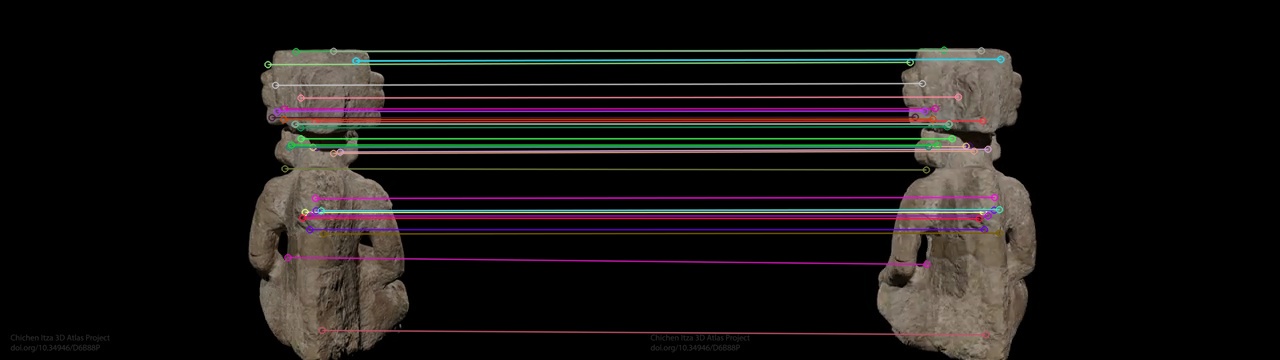 Chichen Itza 3D Atlas Project
doi.org/10.34946/D6B88P
Chichen Itza 3D Atlas Project
doi.org/10.34946/D6B88P